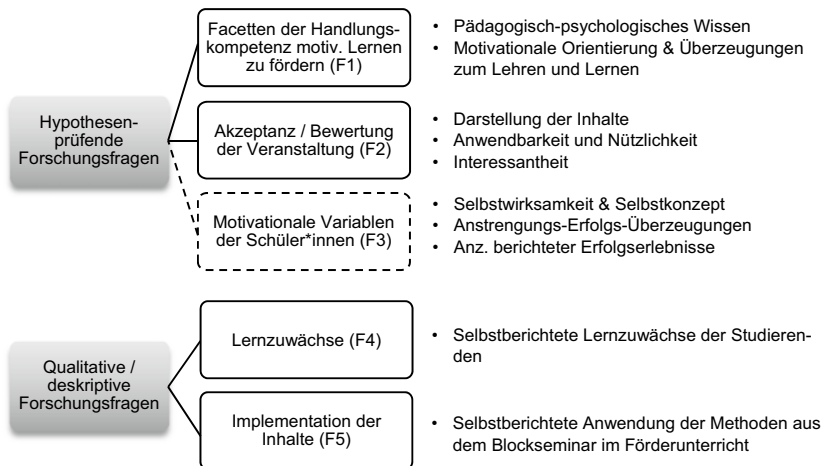 Hypothesen-
prüfende
Forschungsfragen
Facetten der Handlungs-
kompetenz motiv. Lernen
zu fördern (F1)
• Pädagogisch-psychologisches Wissen
• Motivationale Orientierung & Überzeugungen
zum Lehren und Lernen
Akzeptanz / Bewertung
der Veranstaltung (F2)
• Darstellung der Inhalte
• Anwendbarkeit und Nützlichkeit
• Interessantheit
Motivationale Variablen
der Schüler*innen (F3)
• Selbstwirksamkeit & Selbstkonzept
• Anstrengungs-Erfolgs-Überzeugungen
• Anz. berichteter Erfolgserlebnisse
Qualitative /
deskriptive
Forschungsfragen
Lernzuwächse (F4)
• Selbstberichtete Lernzuwächse der Studieren-
den
Implementation der
Inhalte (F5)
• Selbstberichtete Anwendung der Methoden aus
dem Blockseminar im Förderunterricht